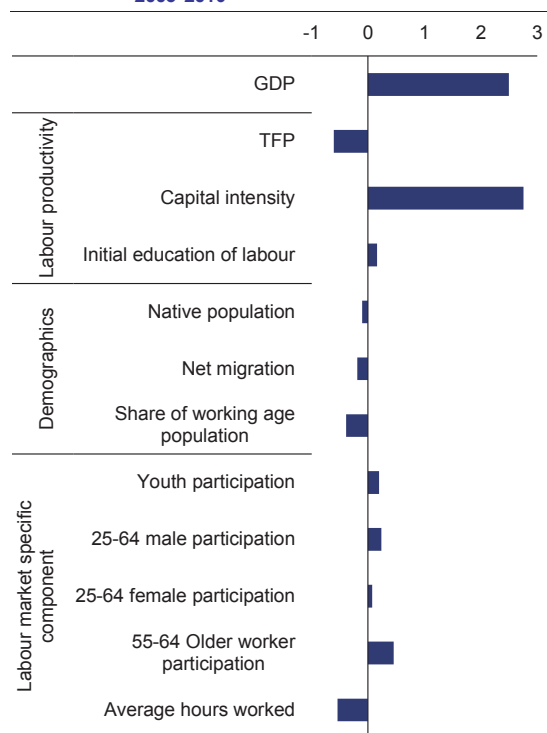 -1 0 1 2 3
GDP
Labour productivity
TFP
Capital intensity
Initial education of labour
Demographics
Native population
Net migration
Share of working age
population
Labour market specific
component
Youth participation
25-64 male participation
25-64 female participation
55-64 Older worker
participation
Average hours worked